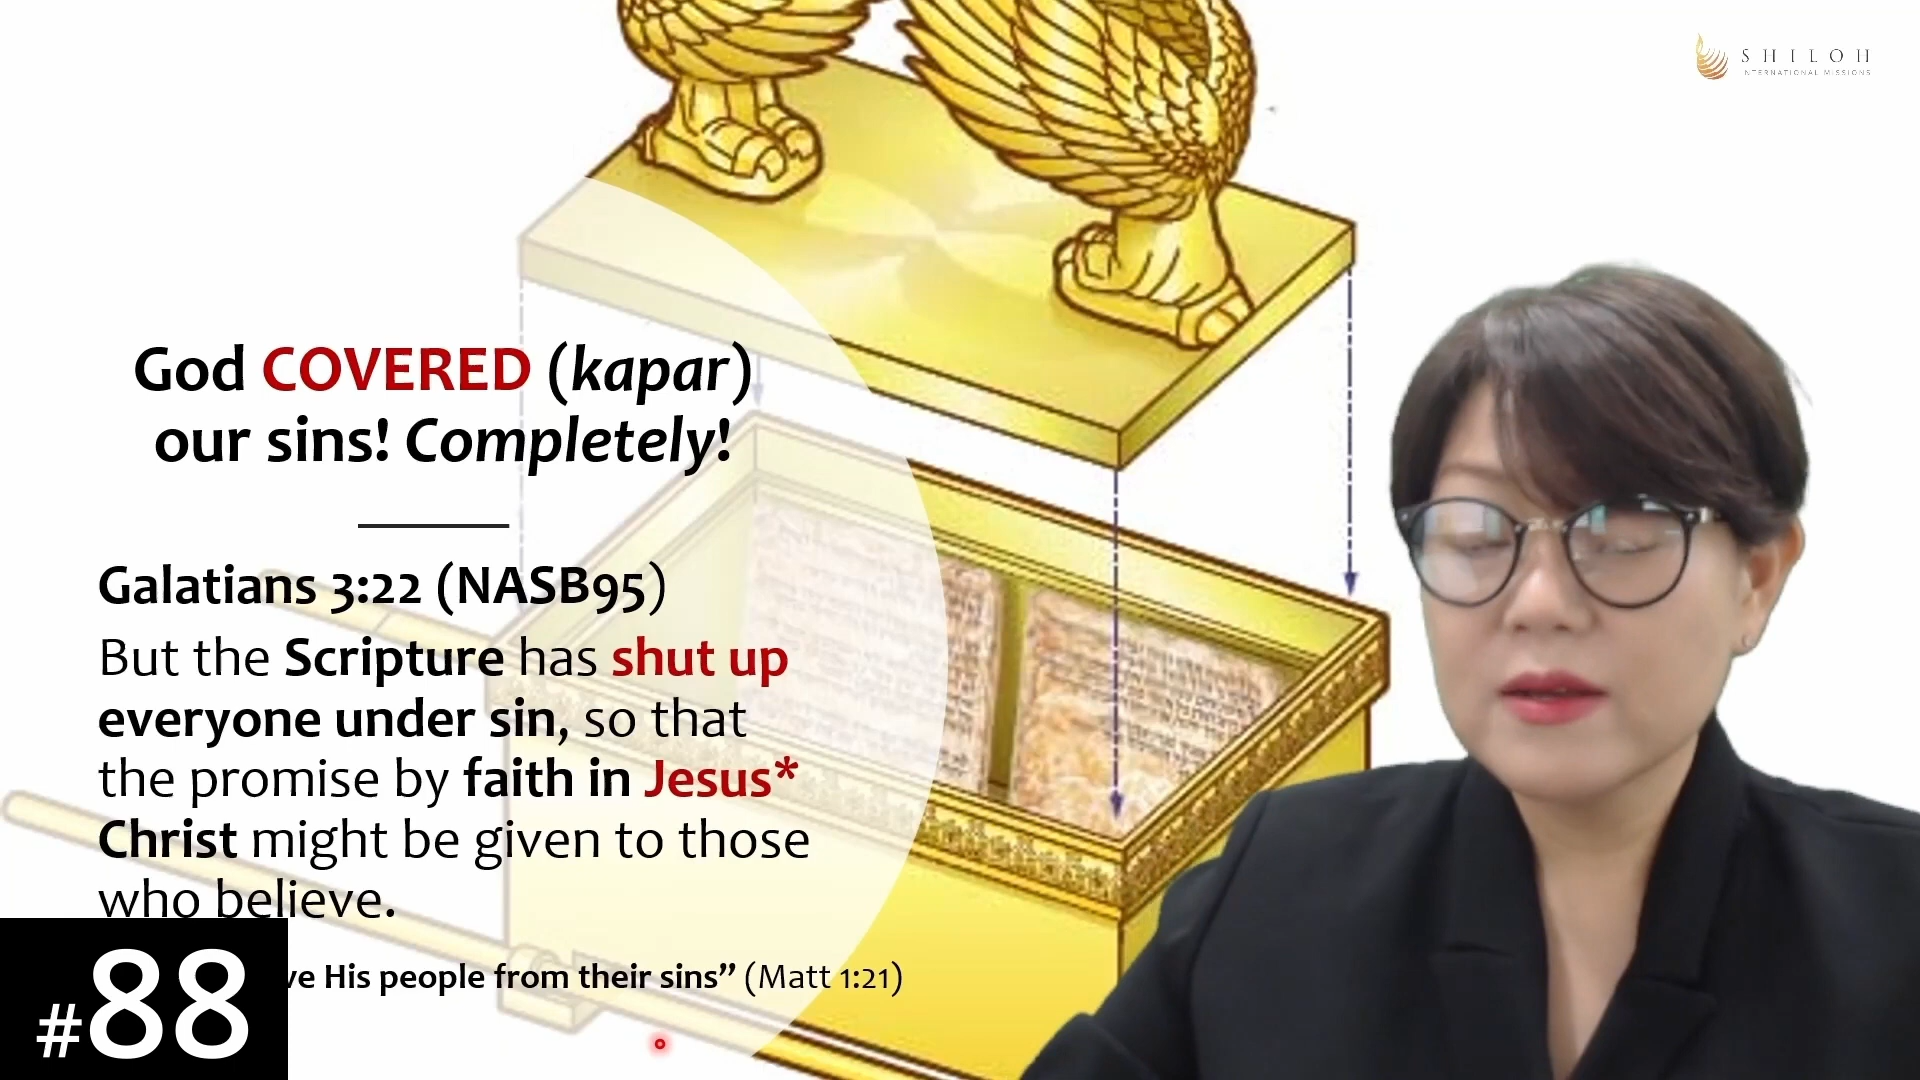 SHILOH
INTERNATIONAL MISSIONS
God COVERED (kapar)
our sins! Completely!
Galatians 3:22 (NASB95)
But the Scripture has shut up
everyone under sin, so that
the promise by faith in Jesus*
Christ might be given to those
who believe.
ve His people from their sins” (Matt 1:21)
#88